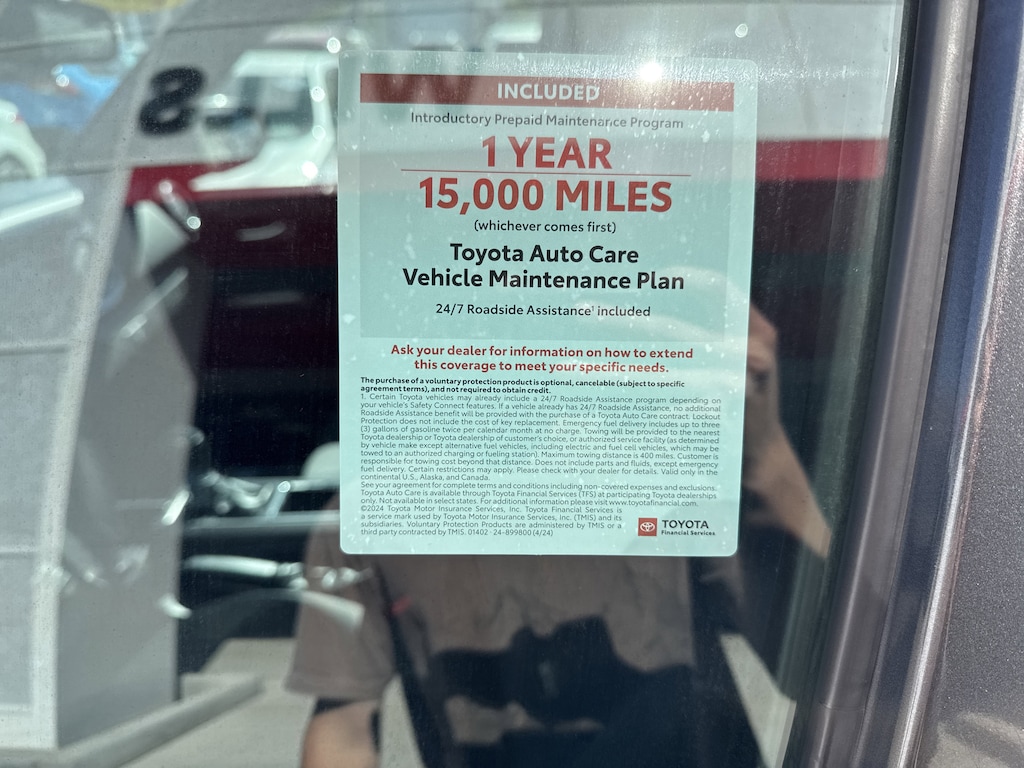 8
INCLUDED
Introductory Prepaid Maintenance Program
1 YEAR
15,000 MILES
(whichever comes first)
Toyota Auto Care
Vehicle Maintenance Plan
24/7 Roadside Assistance¹ included
Ask your dealer for information on how to extend
this coverage to meet your specific needs.
The purchase of a voluntary protection product is optional, cancelable (subject to specific
agreement terms), and not required to obtain credit.
1. Certain Toyota vehicles may already include a 24/7 Roadside Assistance program depending on
your vehicle's Safety Connect features. If a vehicle already has 24/7 Roadside Assistance, no additional
Roadside Assistance benefit will be provided with the purchase of a Toyota Auto Care contract. Lockout
Protection does not include the cost of key replacement. Emergency fuel delivery includes up to three
(3) gallons of gasoline twice per calendar month at no charge. Towing will be provided to the nearest
Toyota dealership or Toyota dealership of customer's choice, or authorized service facility (as determined
by vehicle make except alternative fuel vehicles, including electric and fuel cell vehicles, which may be
towed to an authorized charging or fueling station). Maximum towing distance is 400 miles. Customer is
responsible for towing cost beyond that distance. Does not include parts and fluids, except emergency
fuel delivery. Certain restrictions may apply. Please check with your dealer for details. Valid only in the
continental U.S., Alaska, and Canada.
See your agreement for complete terms and conditions including non-covered expenses and exclusions.
Toyota Auto Care is available through Toyota Financial Services (TFS) at participating Toyota dealerships
only. Not available in select states. For additional information please visit www.toyotafinancial.com.
©2024 Toyota Motor Insurance Services, Inc. Toyota Financial Services is
a service mark used by Toyota Motor Insurance Services, Inc. (TMIS) and its
subsidiaries. Voluntary Protection Products are administered by TMIS or a
third party contracted by TMIS. 01402 · 24-899800 (4/24)
TOYOTA
Financial Services